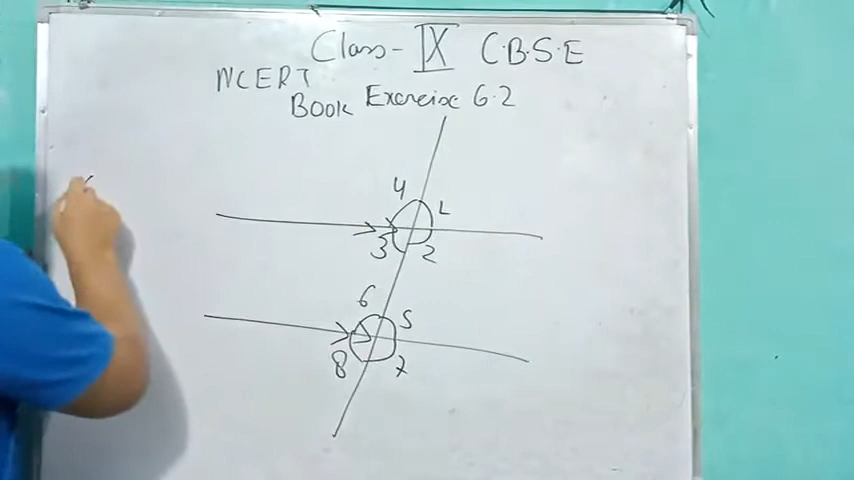 Class- IX C.B.S.E
NCERT
Book Exercise 6.2
4 1
3 2
6 5
8 7